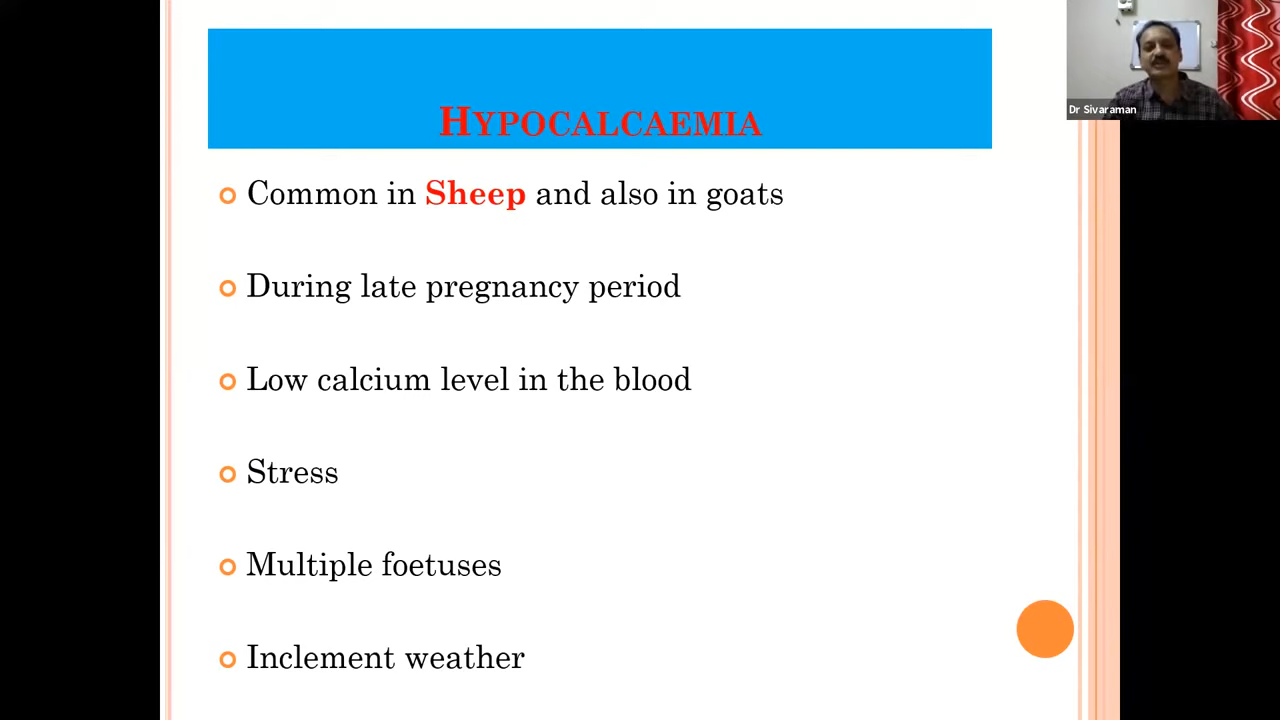 HYPOCALCAEMIA
Dr Sivaraman
Common in Sheep and also in goats
During late pregnancy period
Low calcium level in the blood
Stress
Multiple foetuses
Inclement weather